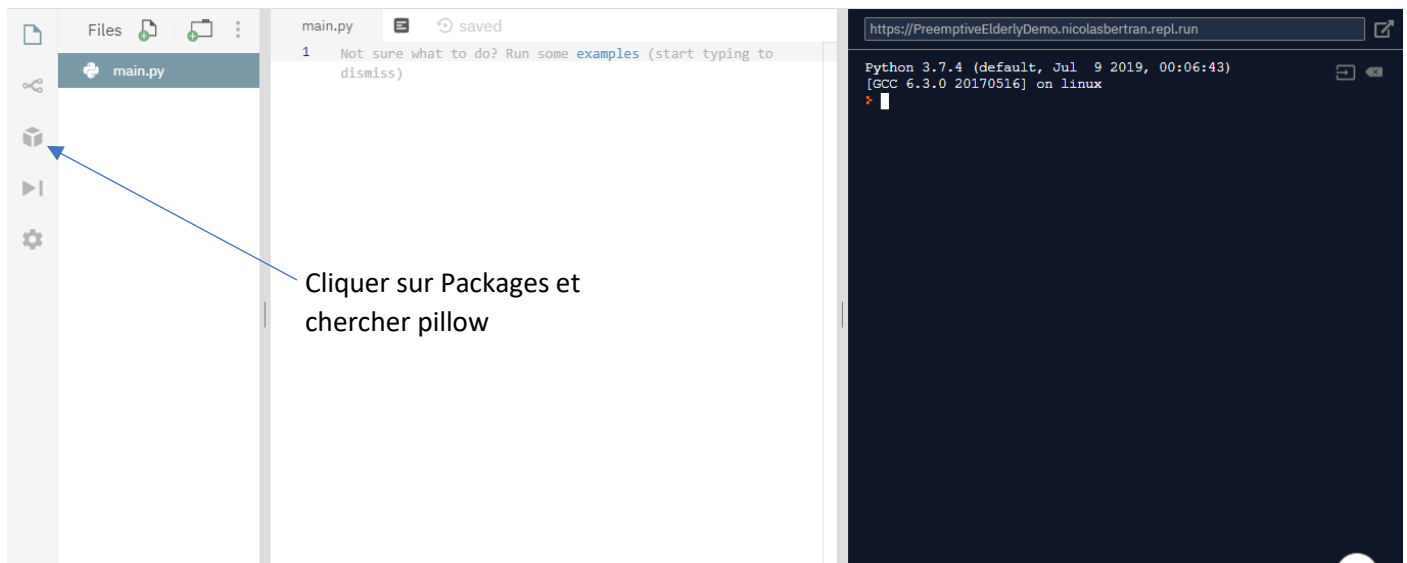 Files
main.py
main.py
saved
1 Not sure what to do? Run some examples (start typing to
dismiss)
Cliquer sur Packages et
chercher pillow
https://PreemptiveElderlyDemo.nicolasbertran.repl.run
Python 3.7.4 (default, Jul  9 2019, 00:06:43)
[GCC 6.3.0 20170516] on linux